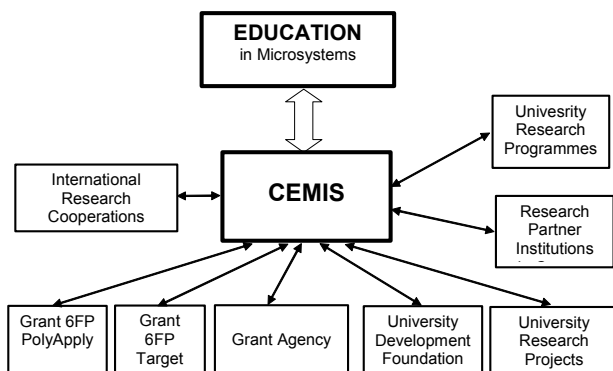 EDUCATION
in Microsystems
Univesrity
Research
Programmes
International
Research
Cooperations
CEMIS
Research
Partner
Institutions
Grant 6FP
PolyApply
Grant
6FP
Target
Grant Agency
University
Development
Foundation
University
Research
Projects